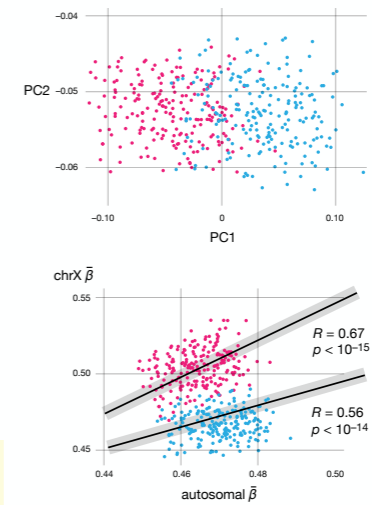 −0.04
PC2 −0.05
−0.06
−0.10 0 0.10
PC1
chrX β̄
0.55
R = 0.67
p < 10⁻¹⁵
0.50
R = 0.56
p < 10⁻¹⁴
0.45
0.44 0.46 0.48 0.50
autosomal β̄